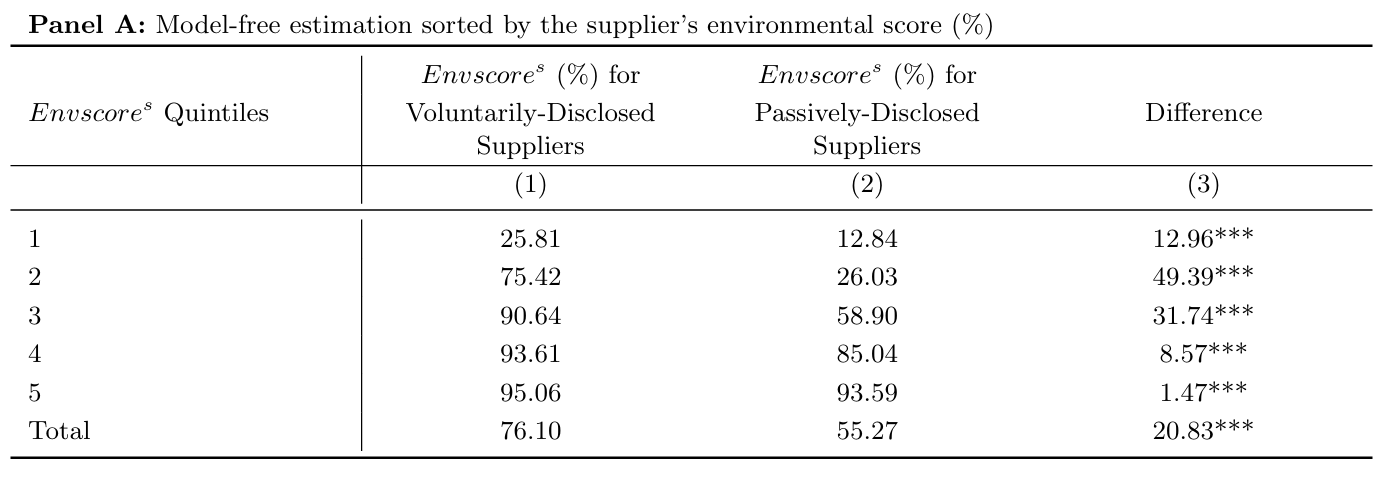 Panel A: Model-free estimation sorted by the supplier's environmental score (%)
Envscoreˢ (%) for Envscoreˢ (%) for
Envscoreˢ Quintiles Voluntarily-Disclosed Passively-Disclosed Difference
Suppliers Suppliers
(1) (2) (3)
1 25.81 12.84 12.96***
2 75.42 26.03 49.39***
3 90.64 58.90 31.74***
4 93.61 85.04 8.57***
5 95.06 93.59 1.47***
Total 76.10 55.27 20.83***